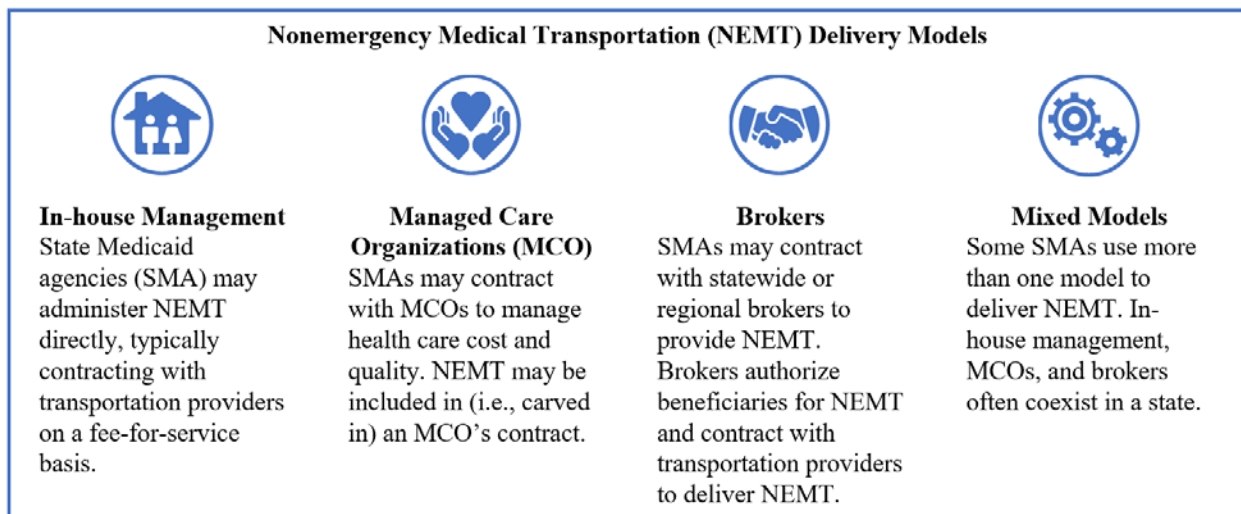 Nonemergency Medical Transportation (NEMT) Delivery Models
In-house Management
State Medicaid
agencies (SMA) may
administer NEMT
directly, typically
contracting with
transportation providers
on a fee-for-service
basis.
Managed Care
Organizations (MCO)
SMAs may contract
with MCOs to manage
health care cost and
quality. NEMT may be
included in (i.e., carved
in) an MCO’s contract.
Brokers
SMAs may contract
with statewide or
regional brokers to
provide NEMT.
Brokers authorize
beneficiaries for NEMT
and contract with
transportation providers
to deliver NEMT.
Mixed Models
Some SMAs use more
than one model to
deliver NEMT. In-
house management,
MCOs, and brokers
often coexist in a state.